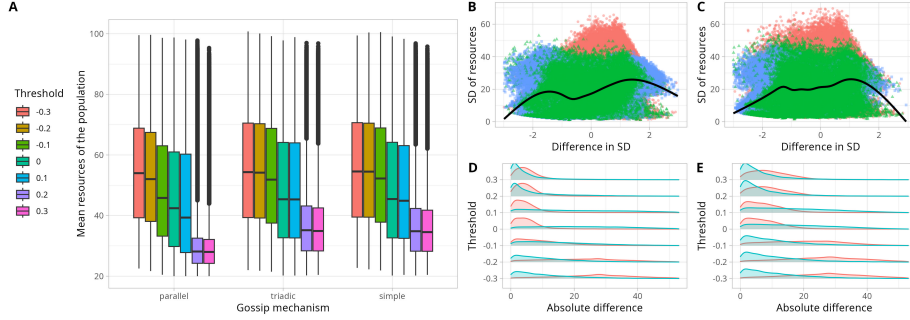 A
Mean resources of the population
100
80
60
40
20
parallel
triadic
simple
Gossip mechanism
Threshold
-0.3
-0.2
-0.1
0
0.1
0.2
0.3
B
SD of resources
60
40
20
0
-2
0
2
Difference in SD
C
SD of resources
60
40
20
0
-2
0
2
Difference in SD
D
Threshold
0.3
0.2
0.1
0
-0.1
-0.2
-0.3
0
20
40
Absolute difference
E
Threshold
0.3
0.2
0.1
0
-0.1
-0.2
-0.3
0
20
40
Absolute difference